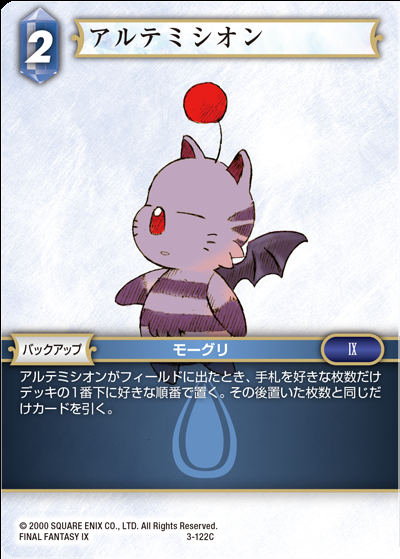 2
アルテミシオン
バックアップ
モーグリ
IX
アルテミシオンがフィールドに出たとき、手札を好きな枚数だけ
デッキの1番下に好きな順番で置く。その後置いた枚数と同じだ
けカードを引く。
© 2000 SQUARE ENIX CO., LTD. All Rights Reserved.
FINAL FANTASY IX
3-122C